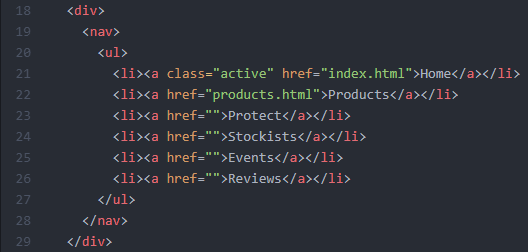 18 <div>
19 <nav>
20 <ul>
21 <li><a class="active" href="index.html">Home</a></li>
22 <li><a href="products.html">Products</a></li>
23 <li><a href="">Protect</a></li>
24 <li><a href="">Stockists</a></li>
25 <li><a href="">Events</a></li>
26 <li><a href="">Reviews</a></li>
27 </ul>
28 </nav>
29 </div>